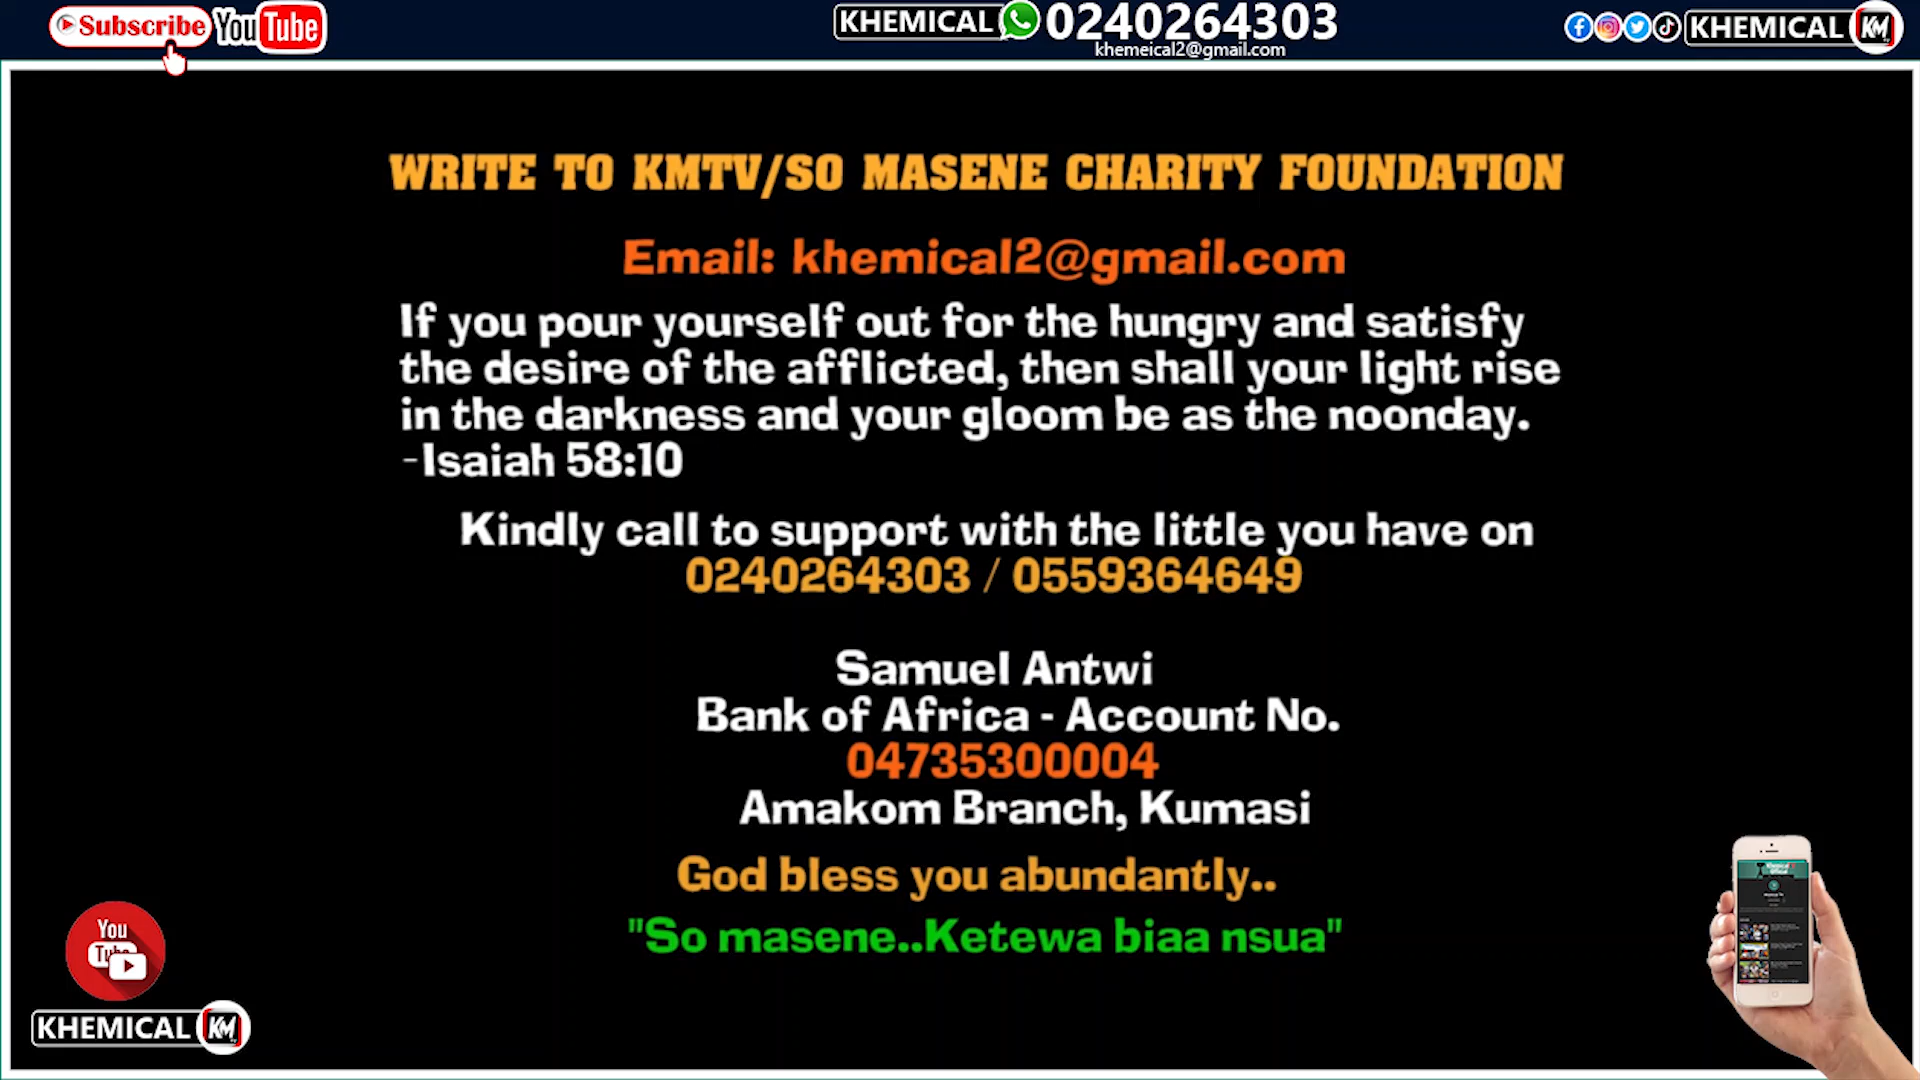 Subscribe YouTube
KHEMICAL 0240264303
khemeical2@gmail.com
KHEMICAL KM
WRITE TO KMTV/SO MASENE CHARITY FOUNDATION
Email: khemical2@gmail.com
If you pour yourself out for the hungry and satisfy
the desire of the afflicted, then shall your light rise
in the darkness and your gloom be as the noonday.
-Isaiah 58:10
Kindly call to support with the little you have on
0240264303 / 0559364649
Samuel Antwi
Bank of Africa - Account No.
04735300004
Amakom Branch, Kumasi
God bless you abundantly..
"So masene..Ketewa biaa nsua"
You
Tube
KHEMICAL KM